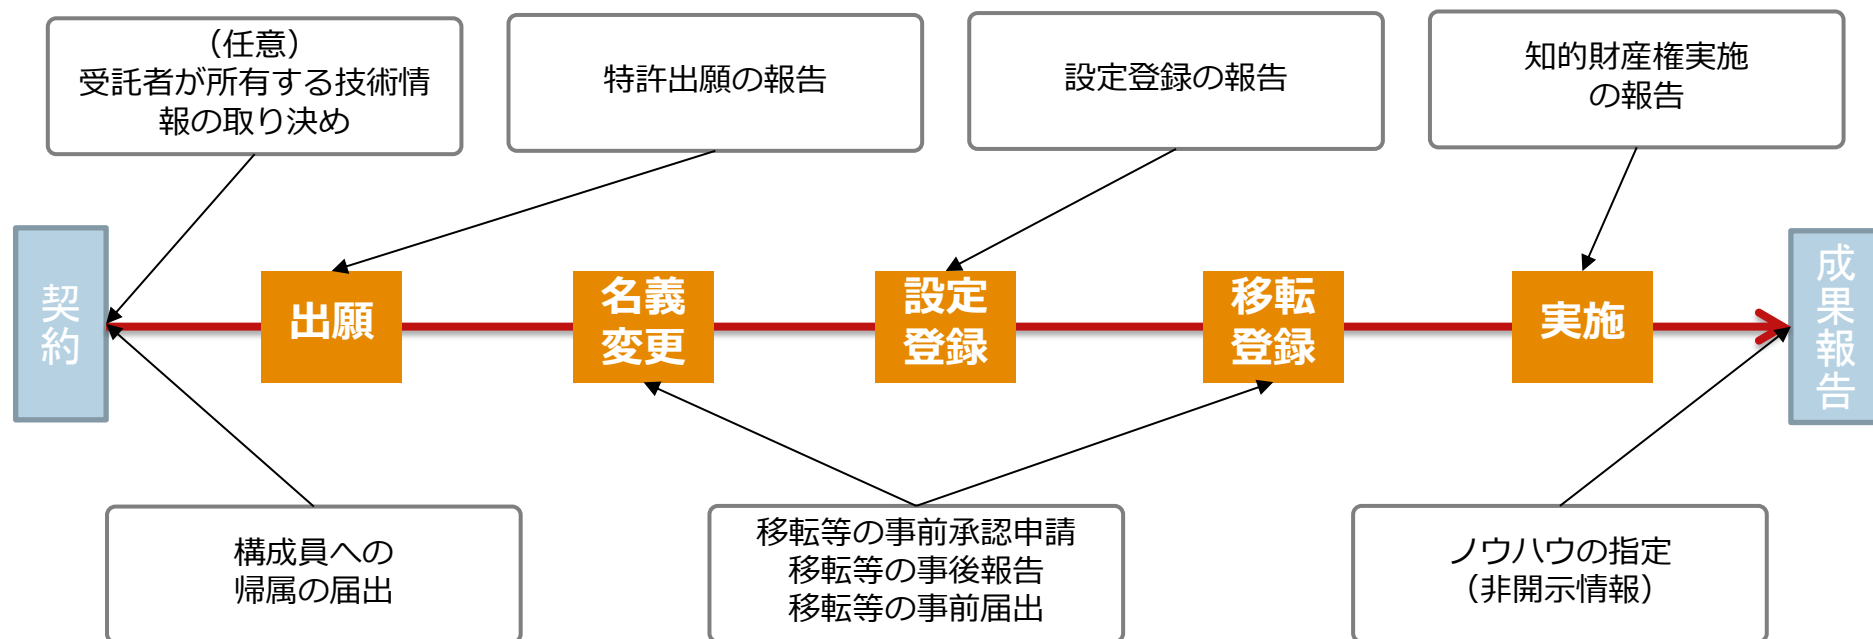 （任意）
受託者が所有する技術情
報の取り決め
特許出願の報告
設定登録の報告
知的財産権実施
の報告
契約
出願
名義
変更
設定
登録
移転
登録
実施
成果報告
構成員への
帰属の届出
移転等の事前承認申請
移転等の事後報告
移転等の事前届出
ノウハウの指定
（非開示情報）